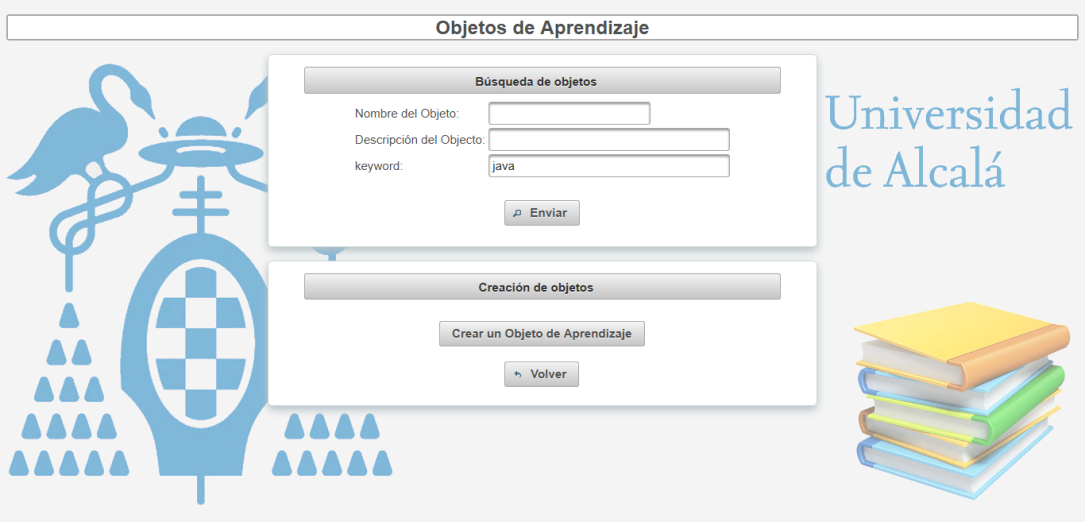 Objetos de Aprendizaje
Búsqueda de objetos
Nombre del Objeto:
Descripción del Objecto:
keyword: java
Enviar
Universidad
de Alcalá
Creación de objetos
Crear un Objeto de Aprendizaje
Volver